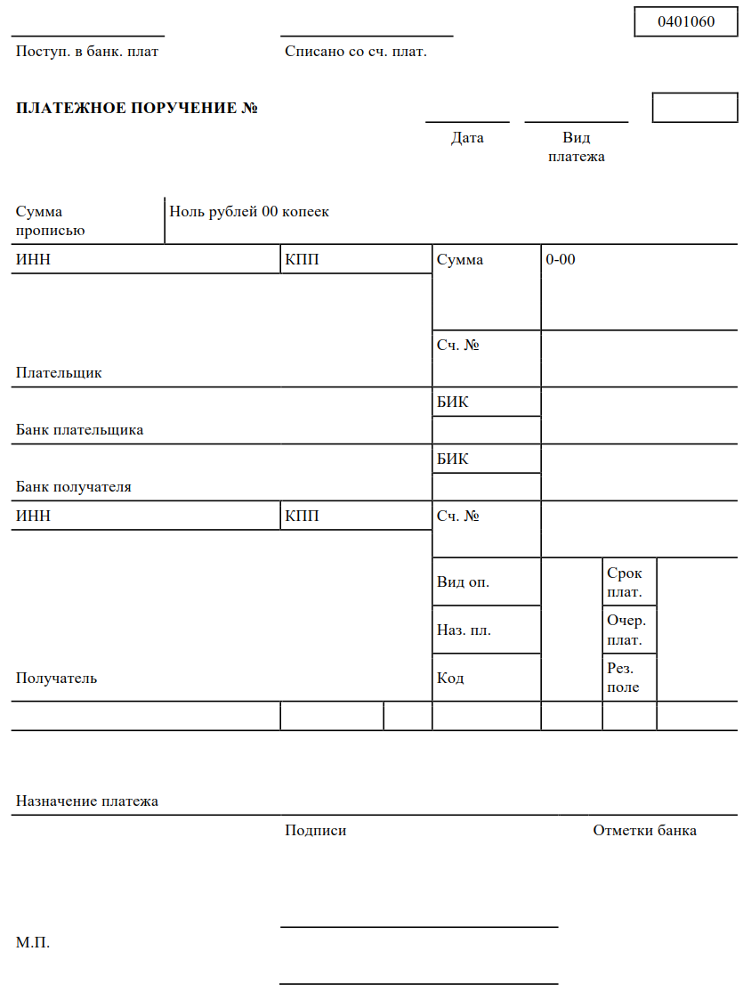 0401060
Поступ. в банк. плат
Списано со сч. плат.
ПЛАТЕЖНОЕ ПОРУЧЕНИЕ №
Дата
Вид
платежа
Сумма
прописью
Ноль рублей 00 копеек
ИНН
КПП
Сумма
0-00
Сч. №
Плательщик
БИК
Банк плательщика
БИК
Банк получателя
ИНН
КПП
Сч. №
Вид оп.
Срок
плат.
Наз. пл.
Очер.
плат.
Получатель
Код
Рез.
поле
Назначение платежа
Подписи
Отметки банка
М.П.